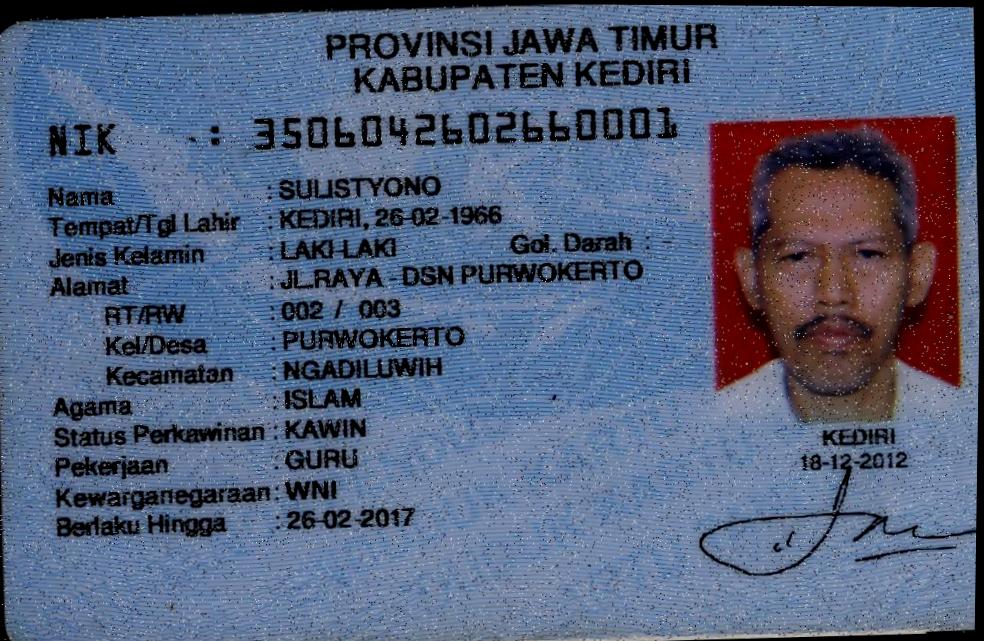 PROVINSI JAWA TIMUR
KABUPATEN KEDIRI
NIK : 3506042602660001
Nama : SULISTYONO
Tempat/Tgl Lahir : KEDIRI, 26-02-1966
Jenis Kelamin : LAKI-LAKI Gol. Darah : -
Alamat : JL.RAYA - DSN PURWOKERTO
RT/RW : 002 / 003
Kel/Desa : PURWOKERTO
Kecamatan : NGADILUWIH
Agama : ISLAM
Status Perkawinan : KAWIN
Pekerjaan : GURU
Kewarganegaraan : WNI
Berlaku Hingga : 26-02-2017
KEDIRI
18-12-2012